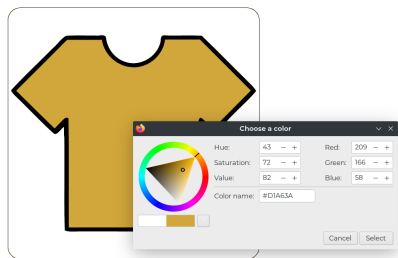 Choose a color
Hue: 43 − + Red: 209 − +
Saturation: 72 − + Green: 166 − +
Value: 82 − + Blue: 58 − +
Color name: #D1A63A
Cancel Select